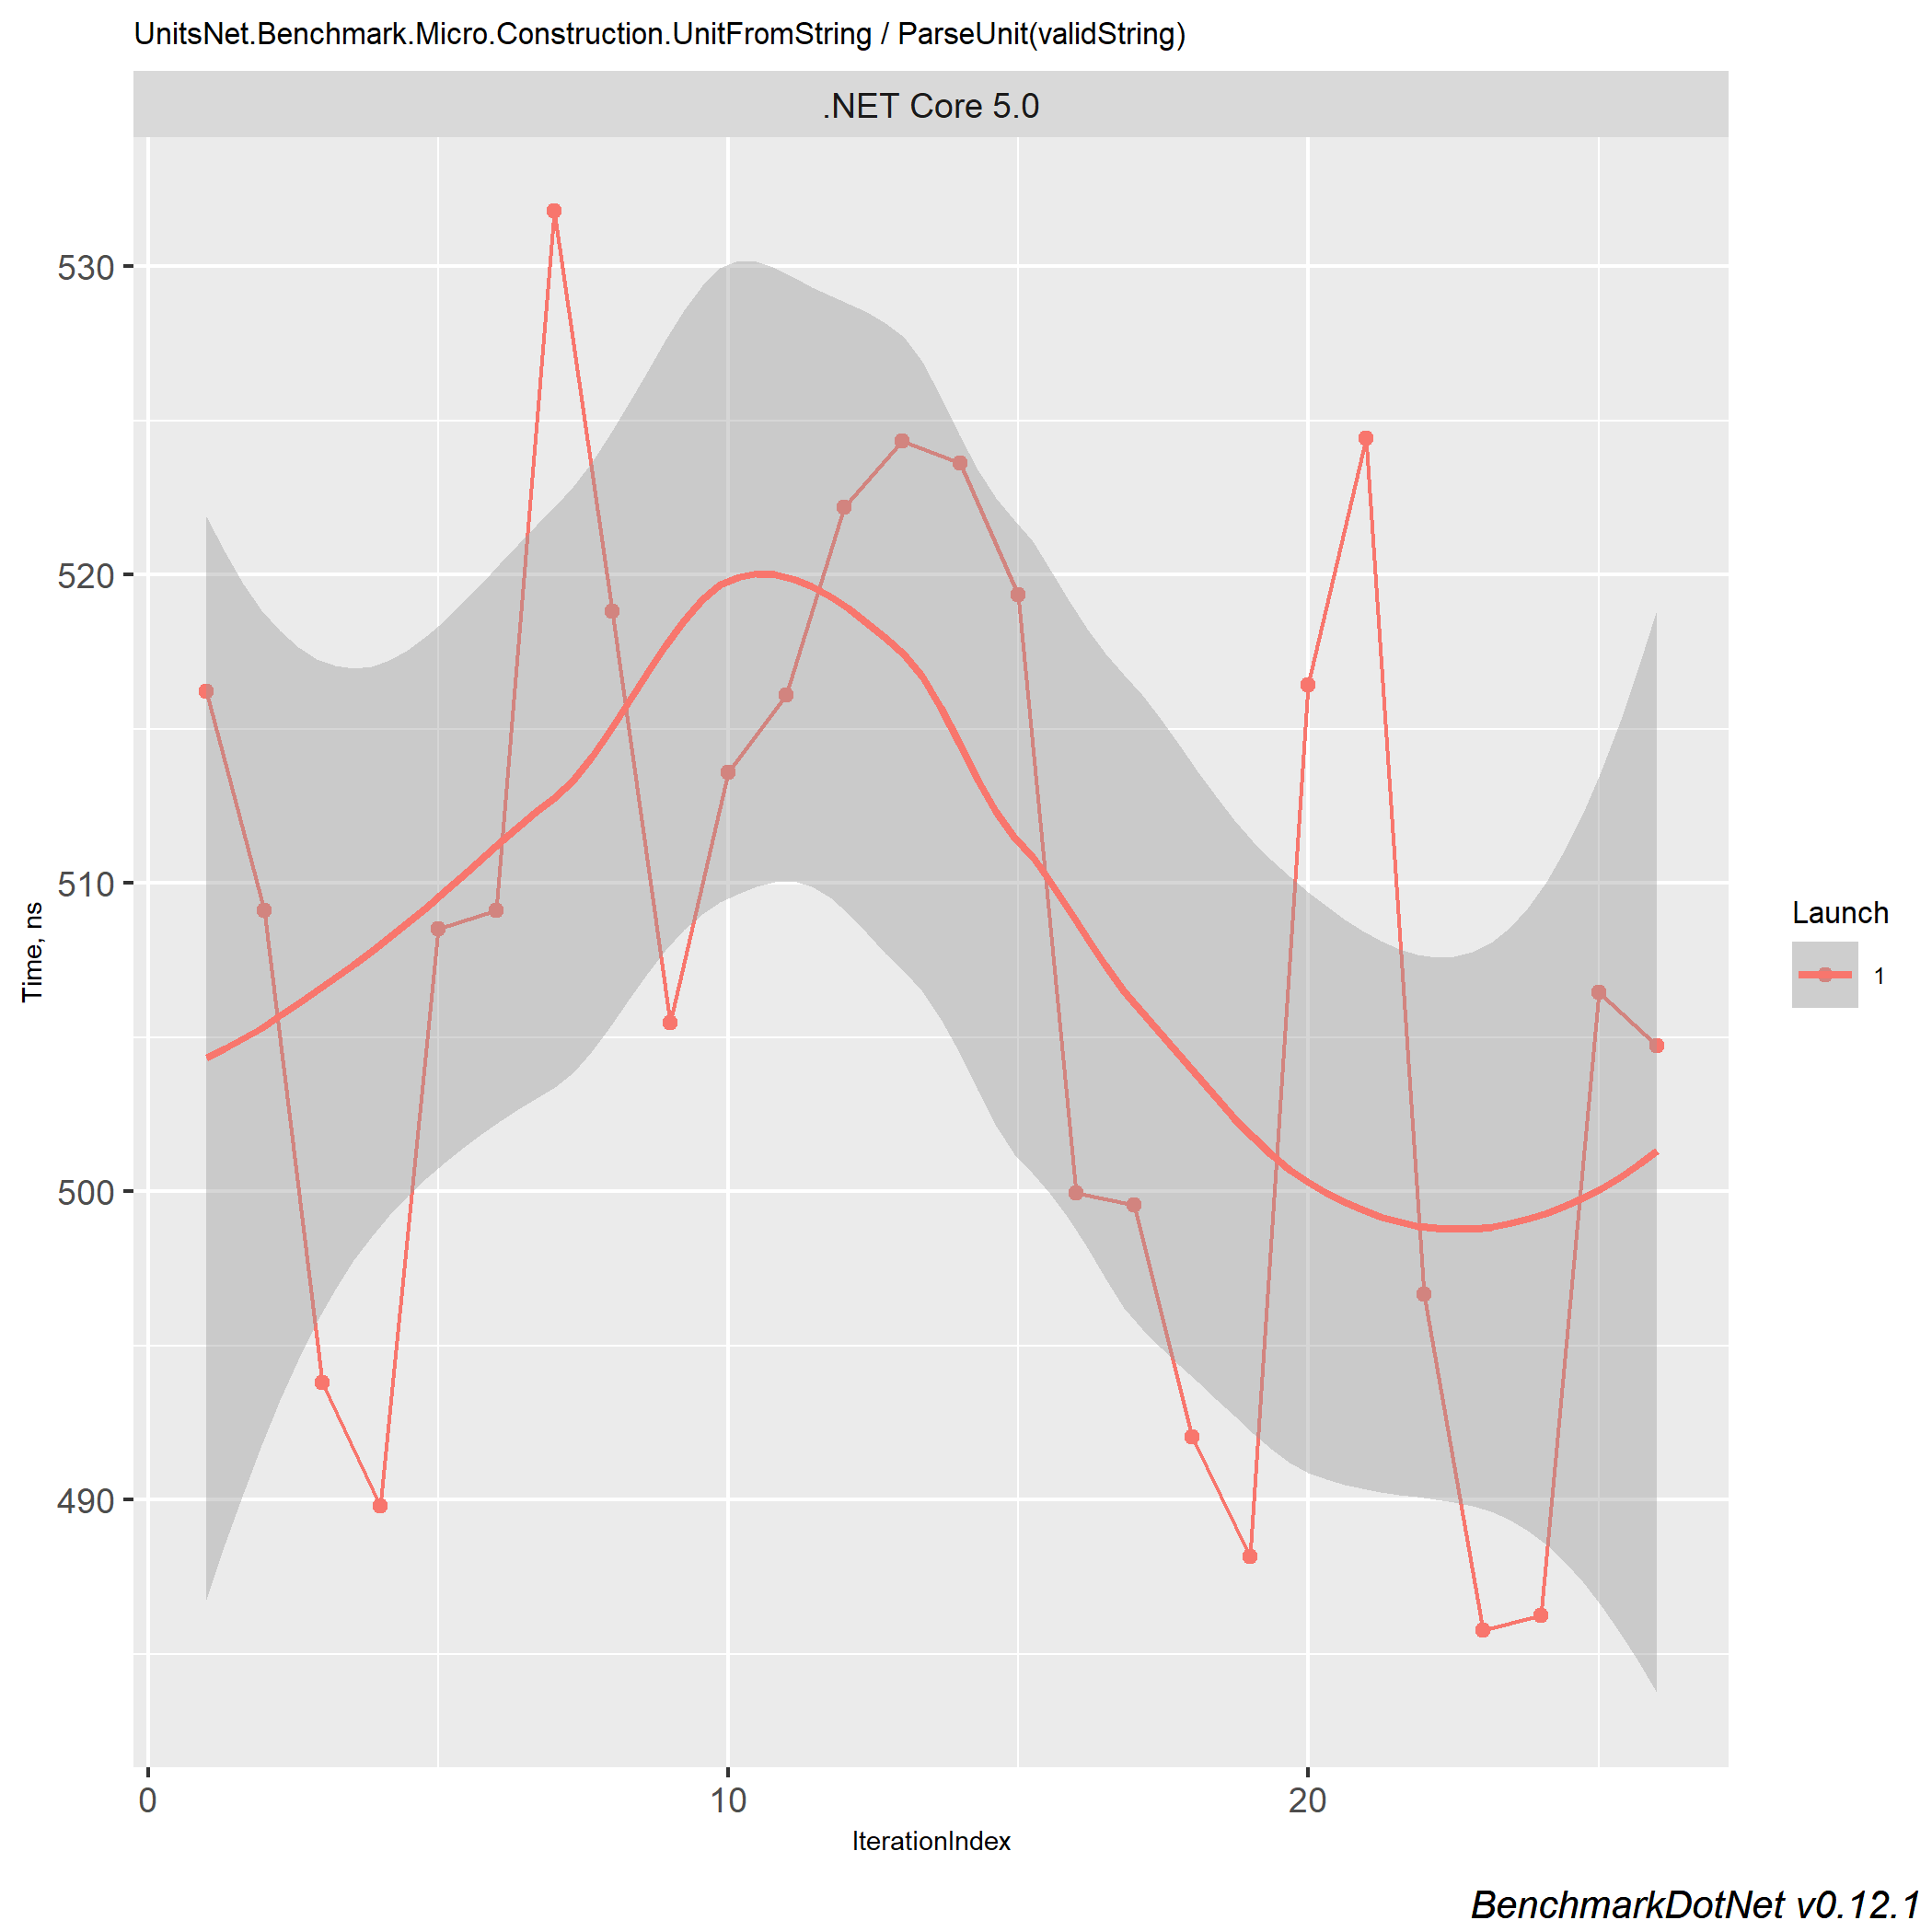 UnitsNet.Benchmark.Micro.Construction.UnitFromString / ParseUnit(validString)
.NET Core 5.0
530
520
510
500
490
Time, ns
0 10 20
IterationIndex
Launch
1
BenchmarkDotNet v0.12.1